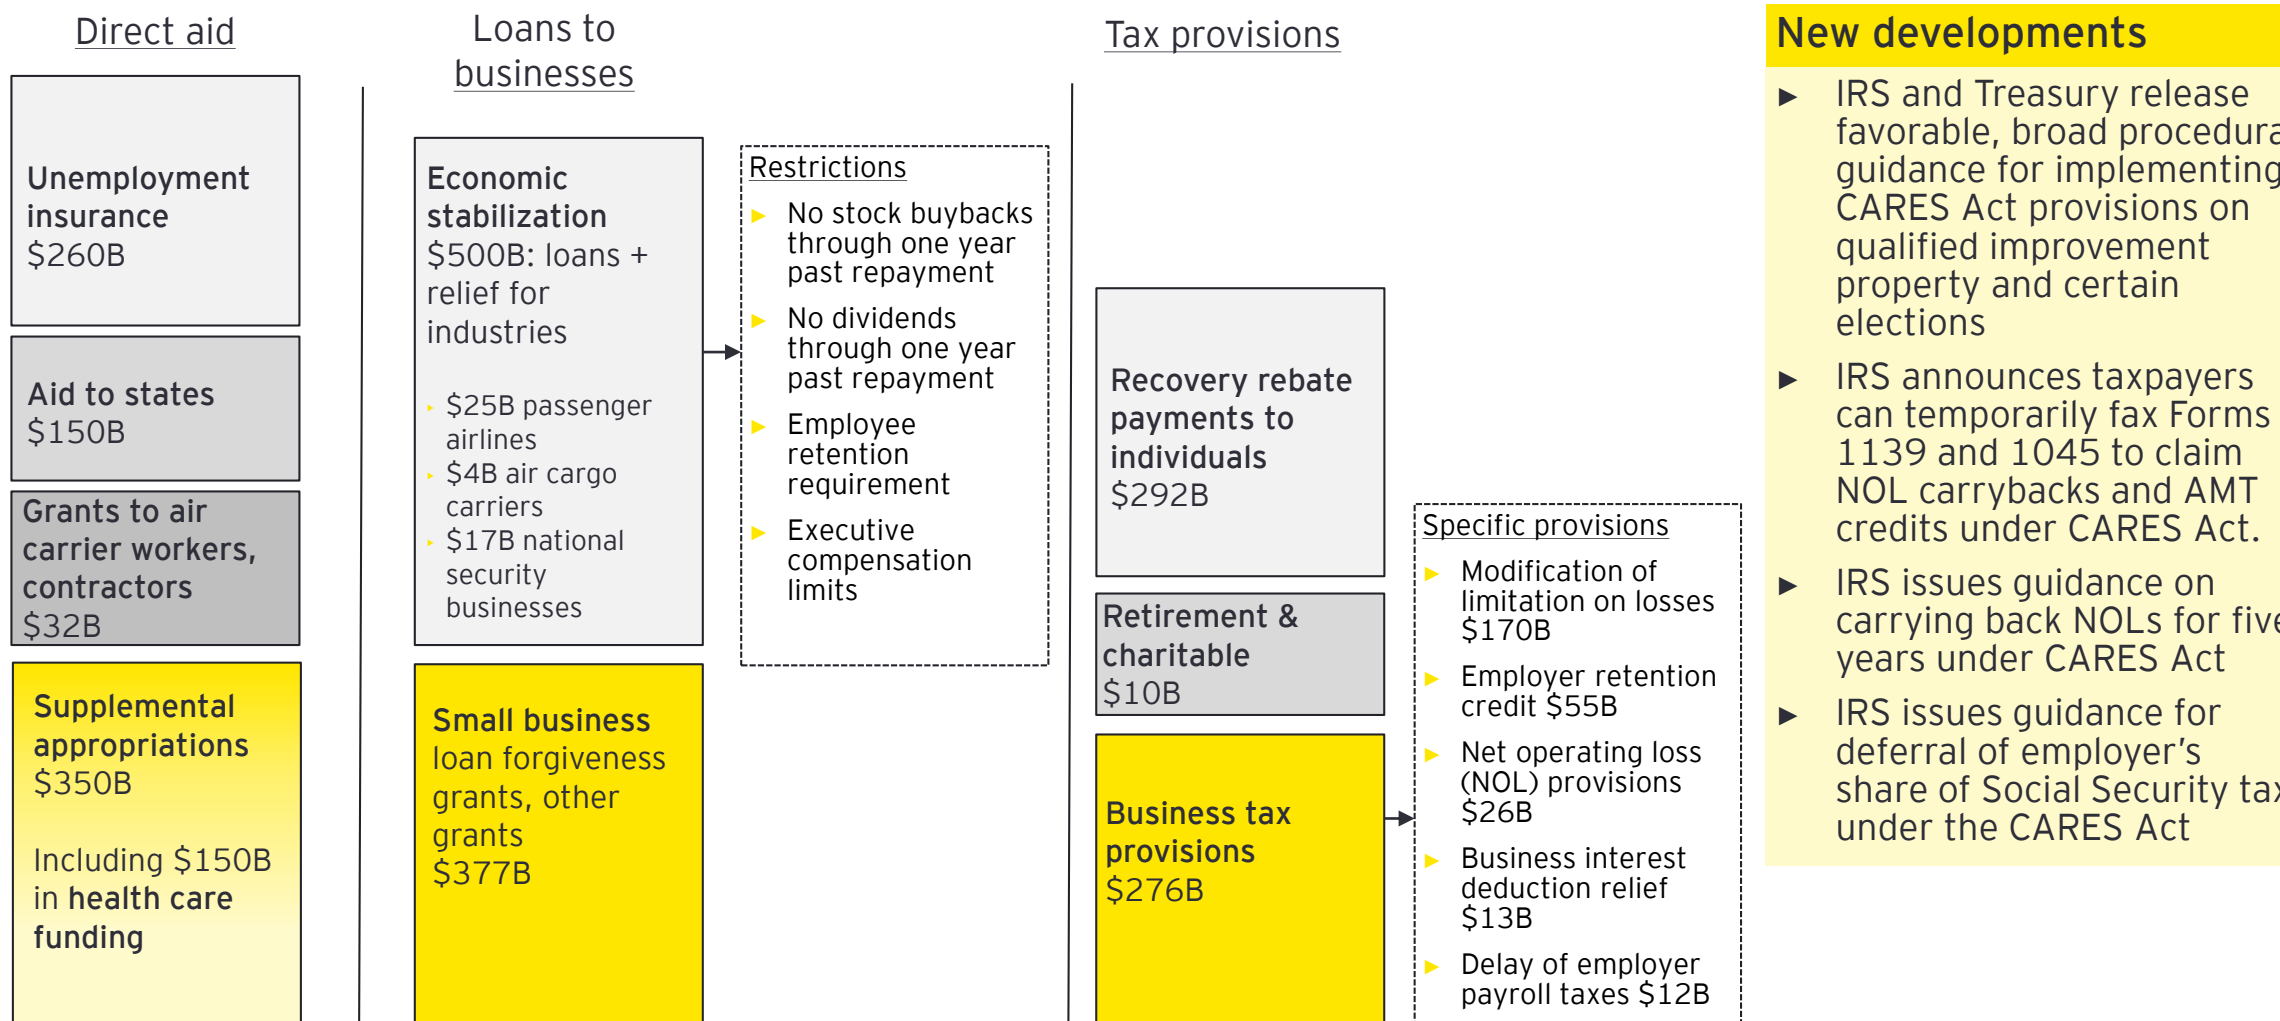 Direct aid
Unemployment
insurance
$260B
Aid to states
$150B
Grants to air
carrier workers,
contractors
$32B
Supplemental
appropriations
$350B
Including $150B
in health care
funding
Loans to
businesses
Economic
stabilization
$500B: loans +
relief for
industries
$25B passenger
airlines
$4B air cargo
carriers
$17B national
security
businesses
Small business
loan forgiveness
grants, other
grants
$377B
Restrictions
No stock buybacks
through one year
past repayment
No dividends
through one year
past repayment
Employee
retention
requirement
Executive
compensation
limits
Tax provisions
Recovery rebate
payments to
individuals
$292B
Retirement &
charitable
$10B
Business tax
provisions
$276B
Specific provisions
Modification of
limitation on losses
$170B
Employer retention
credit $55B
Net operating loss
(NOL) provisions
$26B
Business interest
deduction relief
$13B
Delay of employer
payroll taxes $12B
New developments
► IRS and Treasury release
favorable, broad procedura
guidance for implementing
CARES Act provisions on
qualified improvement
property and certain
elections
► IRS announces taxpayers
can temporarily fax Forms
1139 and 1045 to claim
NOL carrybacks and AMT
credits under CARES Act.
► IRS issues guidance on
carrying back NOLs for five
years under CARES Act
► IRS issues guidance for
deferral of employer’s
share of Social Security tax
under the CARES Act